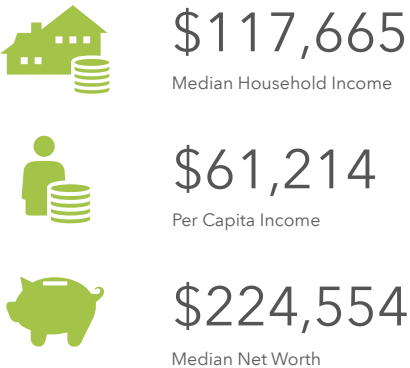 $117,665
Median Household Income
$61,214
Per Capita Income
$224,554
Median Net Worth